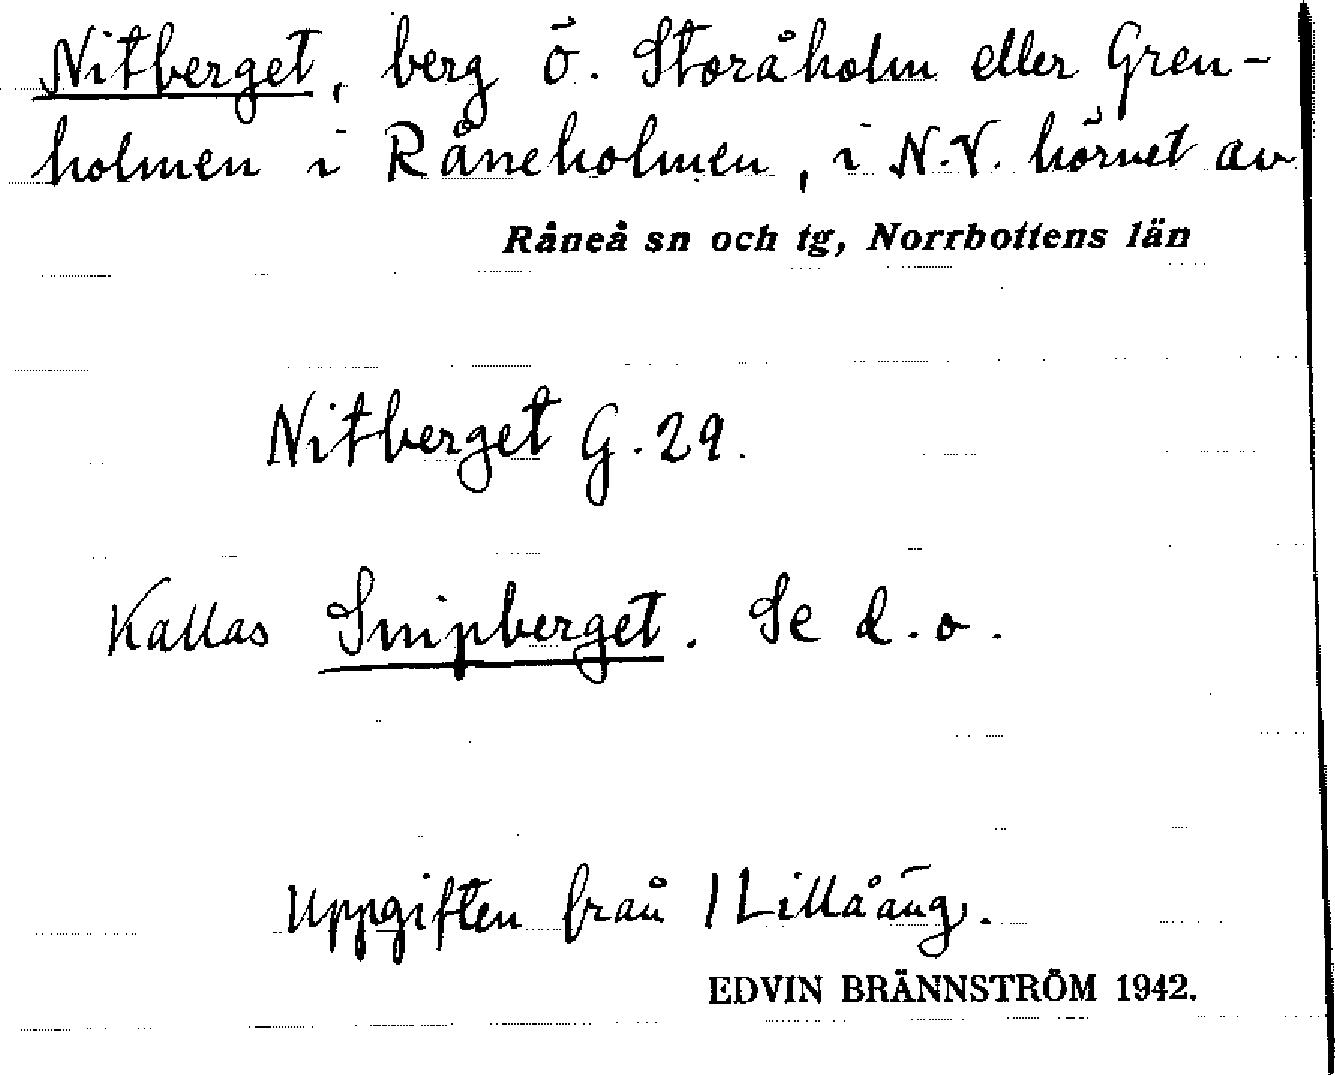 Nitberget, berg ö. Storåholm eller Gren-
holmen i Råneholmen, i N.V. hörnet av
Råneå sn och tg, Norrbottens län
Nitberget G. 29.
Kallas Snipberget. Se d. o.
Uppgiften från 1 Lillåäng.
EDVIN BRÄNNSTRÖM 1942.